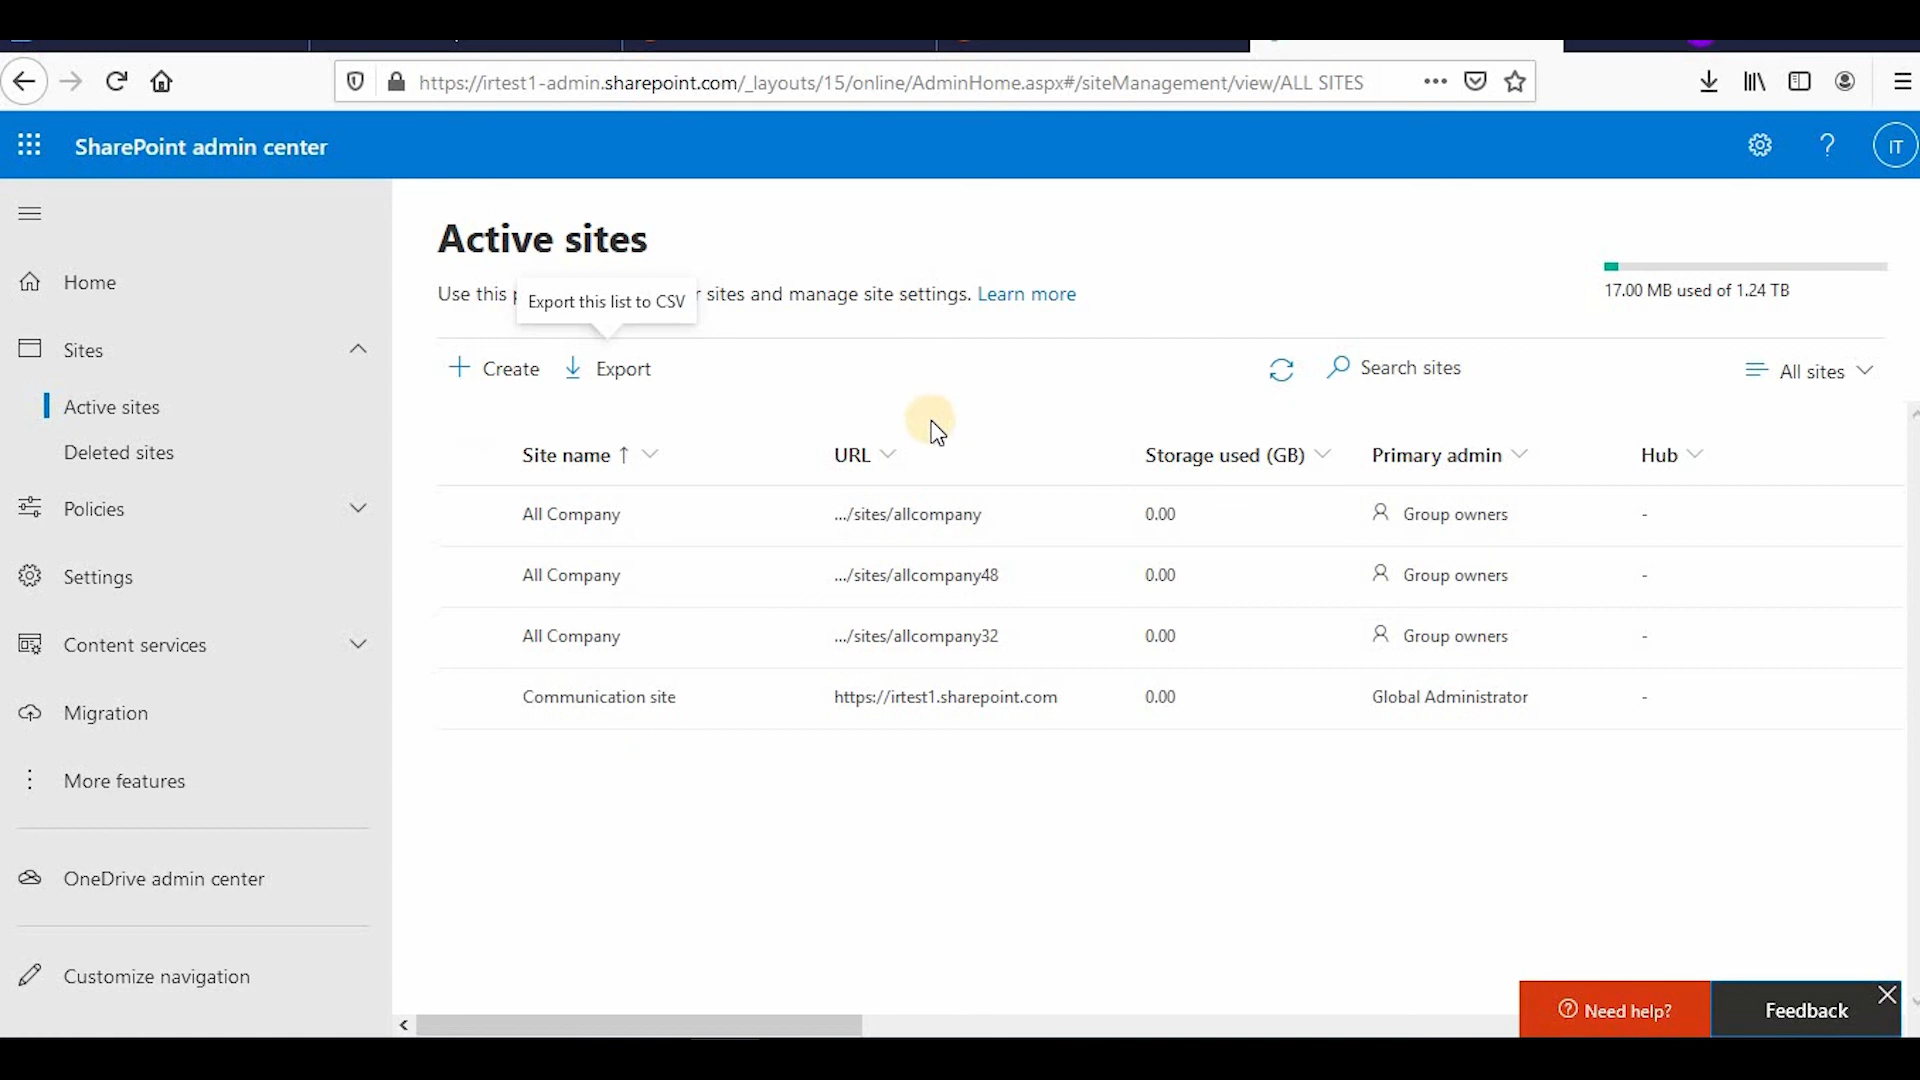 https://irtest1-admin.sharepoint.com/_layouts/15/online/AdminHome.aspx#/siteManagement/view/ALL SITES
SharePoint admin center
? IT
Home
Sites
Active sites
Deleted sites
Policies
Settings
Content services
Migration
More features
OneDrive admin center
Customize navigation
Active sites
Use this sites and manage site settings. Learn more
Export this list to CSV
17.00 MB used of 1.24 TB
Create Export Search sites All sites
Site name ↑ URL Storage used (GB) Primary admin Hub
All Company .../sites/allcompany 0.00 Group owners -
All Company .../sites/allcompany48 0.00 Group owners -
All Company .../sites/allcompany32 0.00 Group owners -
Communication site https://irtest1.sharepoint.com 0.00 Global Administrator -
Need help? Feedback